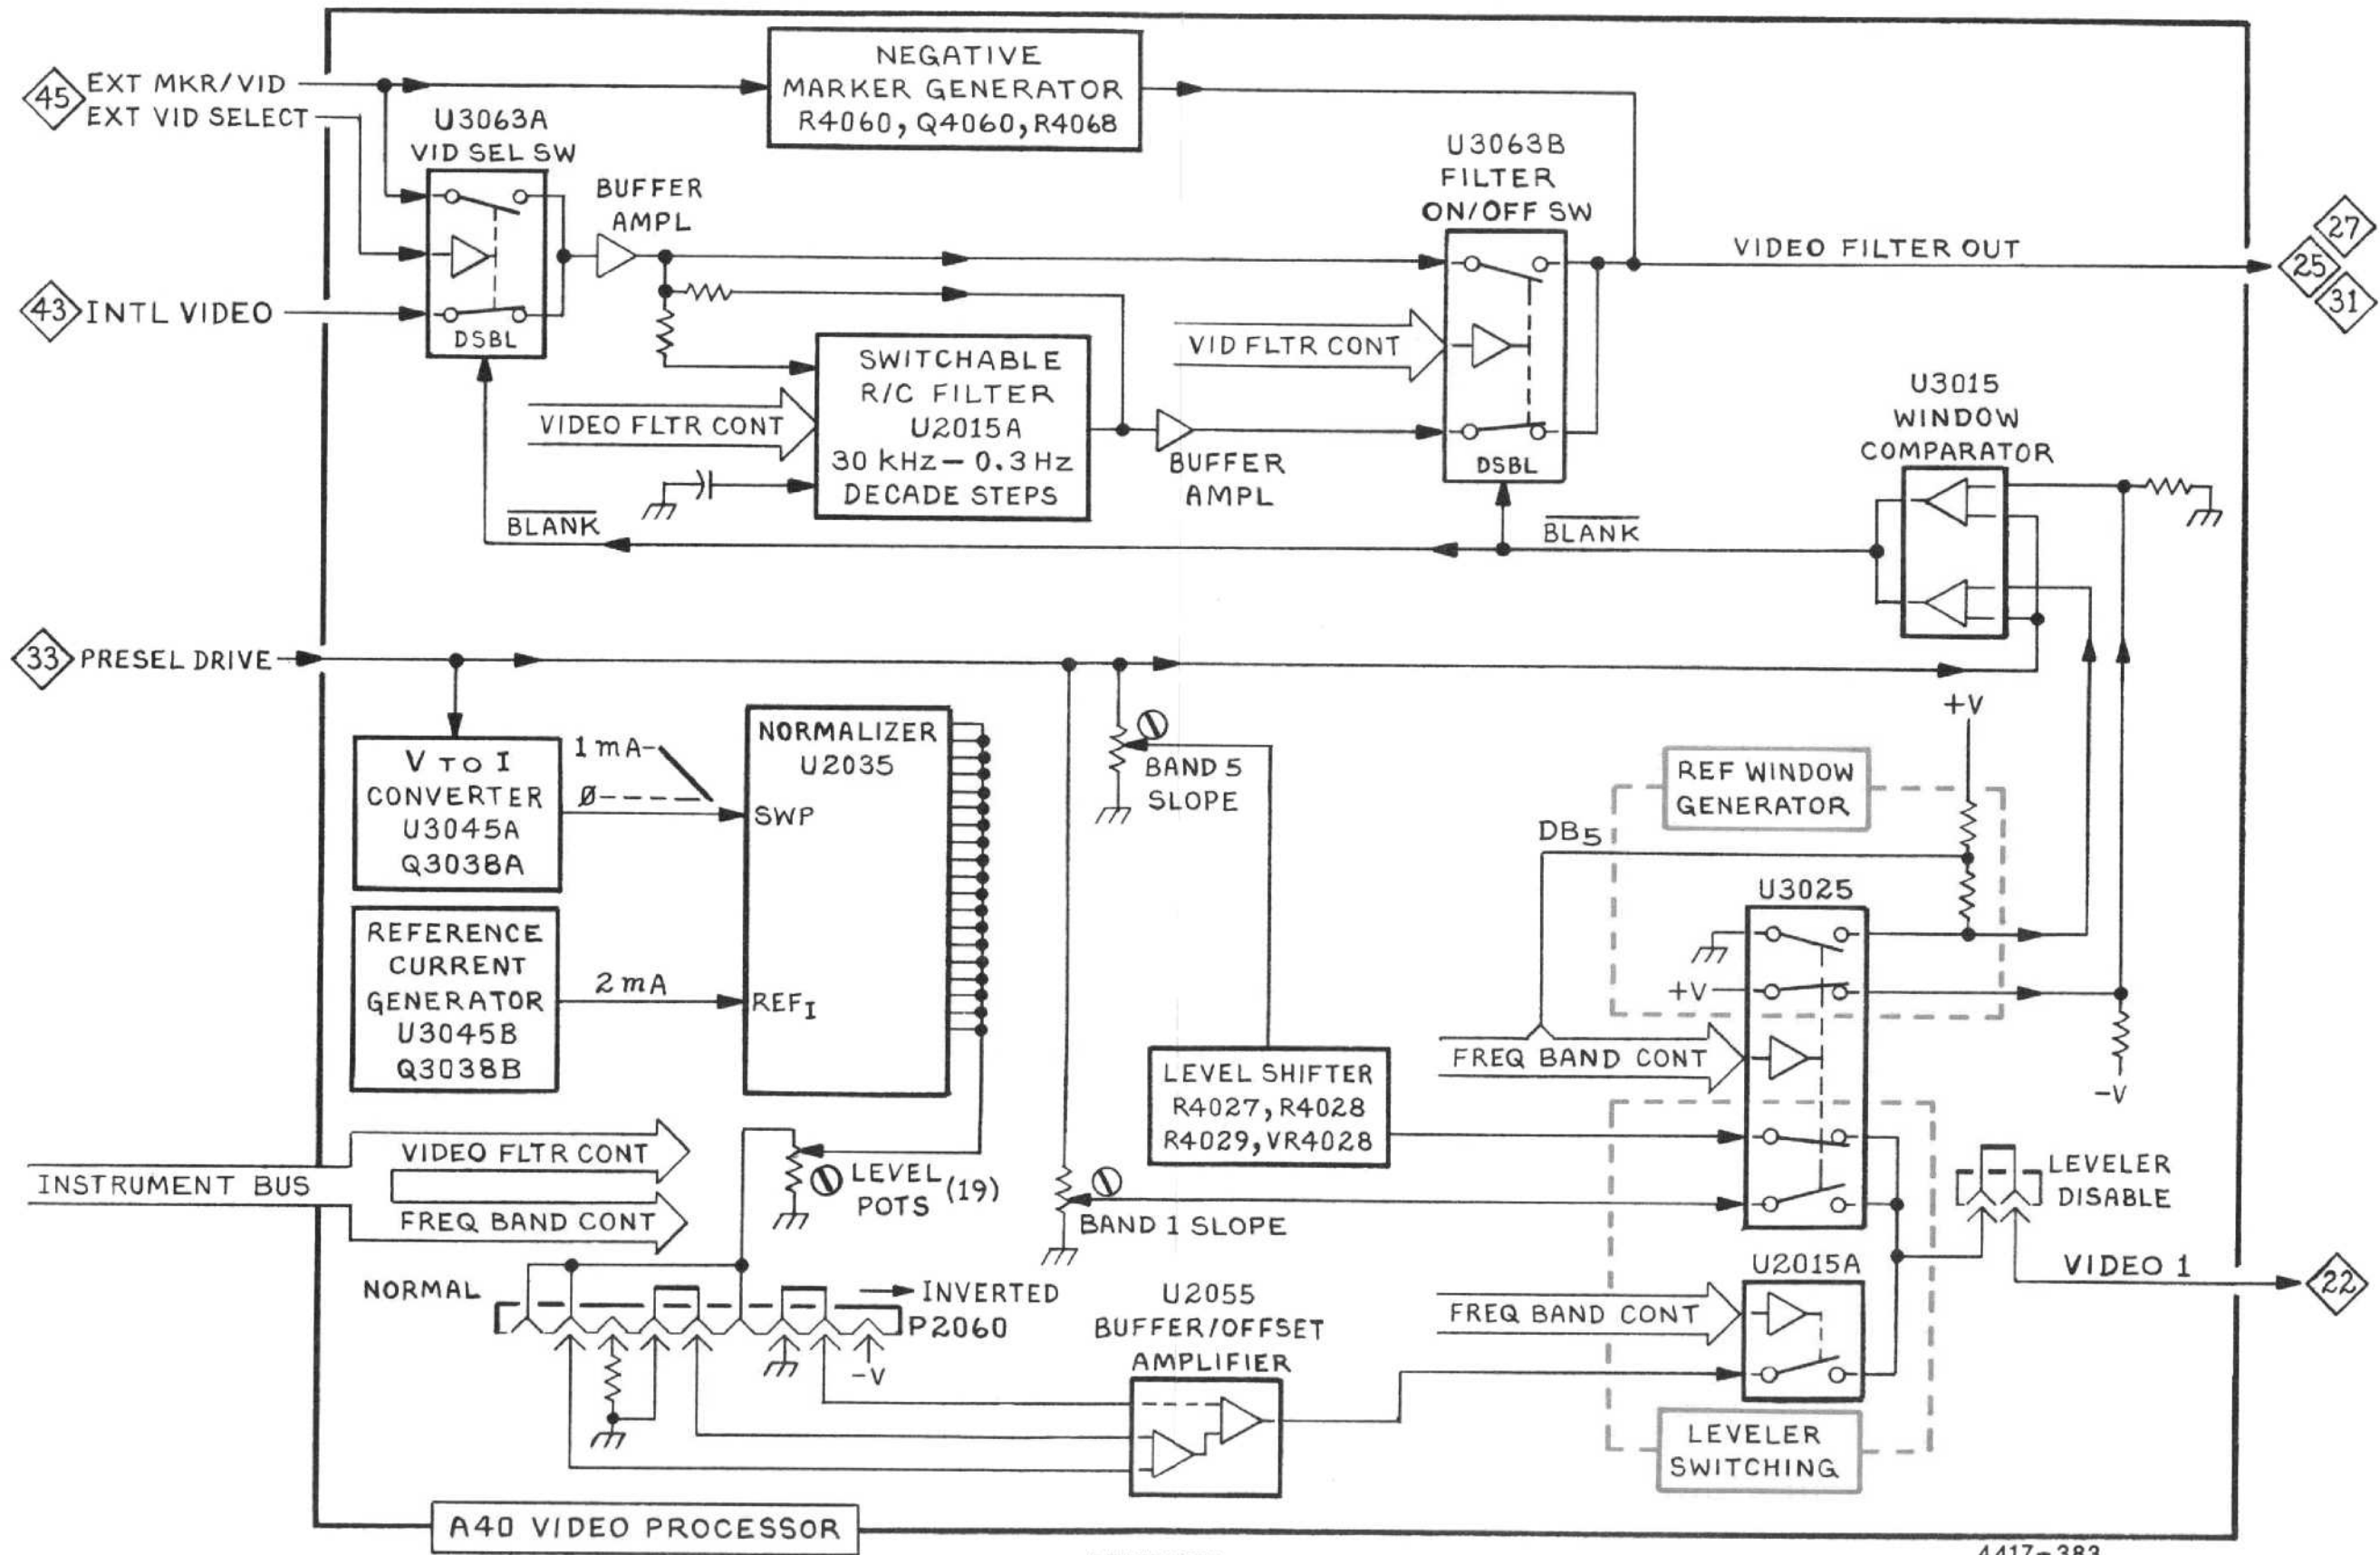 45
EXT MKR/VID
EXT VID SELECT
U3063A
VID SEL SW
DSBL
43
INTL VIDEO
BUFFER
AMPL
NEGATIVE
MARKER GENERATOR
R4060, Q4060, R4068
U3063B
FILTER
ON/OFF SW
DSBL
VIDEO FILTER OUT
27
25
31
VID FLTR CONT
SWITCHABLE
R/C FILTER
U2015A
30 kHz – 0.3 Hz
DECADE STEPS
VIDEO FLTR CONT
BUFFER
AMPL
U3015
WINDOW
COMPARATOR
BLANK
BLANK
33
PRESEL DRIVE
V TO I
CONVERTER
U3045A
Q3038A
1 mA
Ø
NORMALIZER
U2035
SWP
REFI
REFERENCE
CURRENT
GENERATOR
U3045B
Q3038B
2 mA
BAND 5
SLOPE
+V
REF WINDOW
GENERATOR
DB5
U3025
+V
FREQ BAND CONT
-V
LEVEL SHIFTER
R4027, R4028
R4029, VR4028
INSTRUMENT BUS
VIDEO FLTR CONT
FREQ BAND CONT
LEVEL (19)
POTS
BAND 1 SLOPE
LEVELER
DISABLE
VIDEO 1
22
NORMAL
INVERTED
P2060
-V
U2055
BUFFER/OFFSET
AMPLIFIER
U2015A
FREQ BAND CONT
LEVELER
SWITCHING
A40 VIDEO PROCESSOR
4417-383